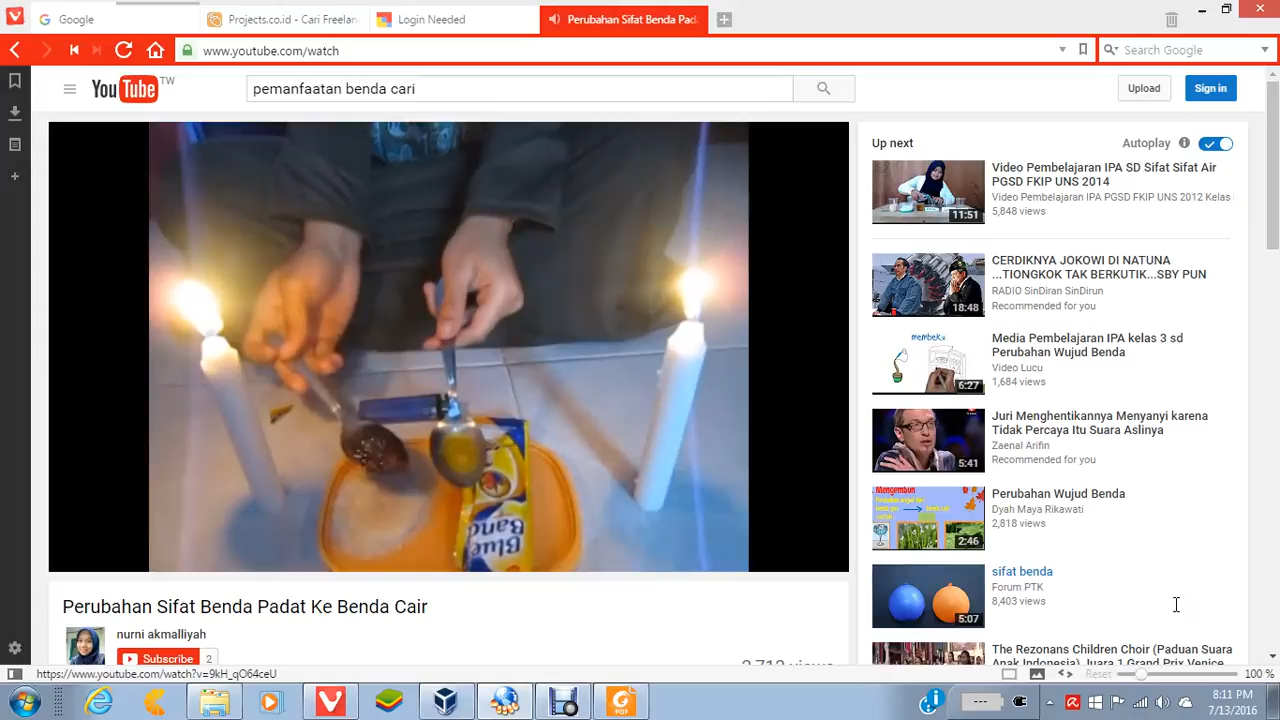 Google
Projects.co.id - Cari Freelan
Login Needed
Perubahan Sifat Benda Pad
www.youtube.com/watch
Search Google
YouTube TW
pemanfaatan benda cari
Upload
Sign in
Blue Band
Up next
Autoplay
Video Pembelajaran IPA SD Sifat Sifat Air
PGSD FKIP UNS 2014
Video Pembelajaran IPA PGSD FKIP UNS 2012 Kelas
5,848 views
11:51
CERDIKNYA JOKOWI DI NATUNA
...TIONGKOK TAK BERKUTIK...SBY PUN
RADIO SinDiran SinDirun
Recommended for you
18:48
membeku
Media Pembelajaran IPA kelas 3 sd
Perubahan Wujud Benda
Video Lucu
1,684 views
6:27
Juri Menghentikannya Menyanyi karena
Tidak Percaya Itu Suara Aslinya
Zaenal Arifin
Recommended for you
5:41
Mengembun
Perubahan Wujud Benda
Dyah Maya Rikawati
2,818 views
2:46
sifat benda
Forum PTK
8,403 views
5:07
The Rezonans Children Choir (Paduan Suara
Anak Indonesia) Juara 1 Grand Prix Venice
Perubahan Sifat Benda Padat Ke Benda Cair
nurni akmalliyah
Subscribe 2
2,712 views
https://www.youtube.com/watch?v=9kH_qO64ceU
Reset
100 %
PDF
8:11 PM
7/13/2016